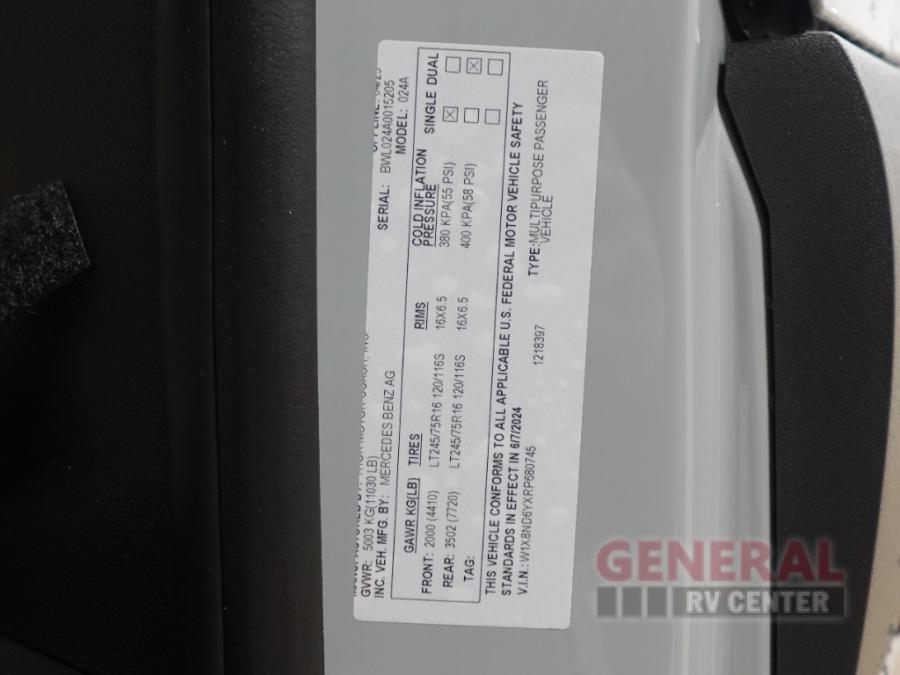 GVWR: 5003 KG(11030 LB)
SERIAL: BWL024A0015205
INC. VEH. MFG. BY: MERCEDES BENZ AG
MODEL: 024A
GAWR KG(LB) TIRES RIMS COLD INFLATION PRESSURE SINGLE DUAL
FRONT: 2000 (4410) LT245/75R16 120/116S 16X6.5 380 KPA(55 PSI) ☒ ☐
REAR: 3502 (7720) LT245/75R16 120/116S 16X6.5 400 KPA(58 PSI) ☐ ☒
TAG: ☐ ☐
THIS VEHICLE CONFORMS TO ALL APPLICABLE U.S. FEDERAL MOTOR VEHICLE SAFETY
STANDARDS IN EFFECT IN 6/7/2024
V.I.N.: W1X8ND6YXRP680745 1218397 TYPE:MULTIPURPOSE PASSENGER
VEHICLE
GENERAL
RV CENTER